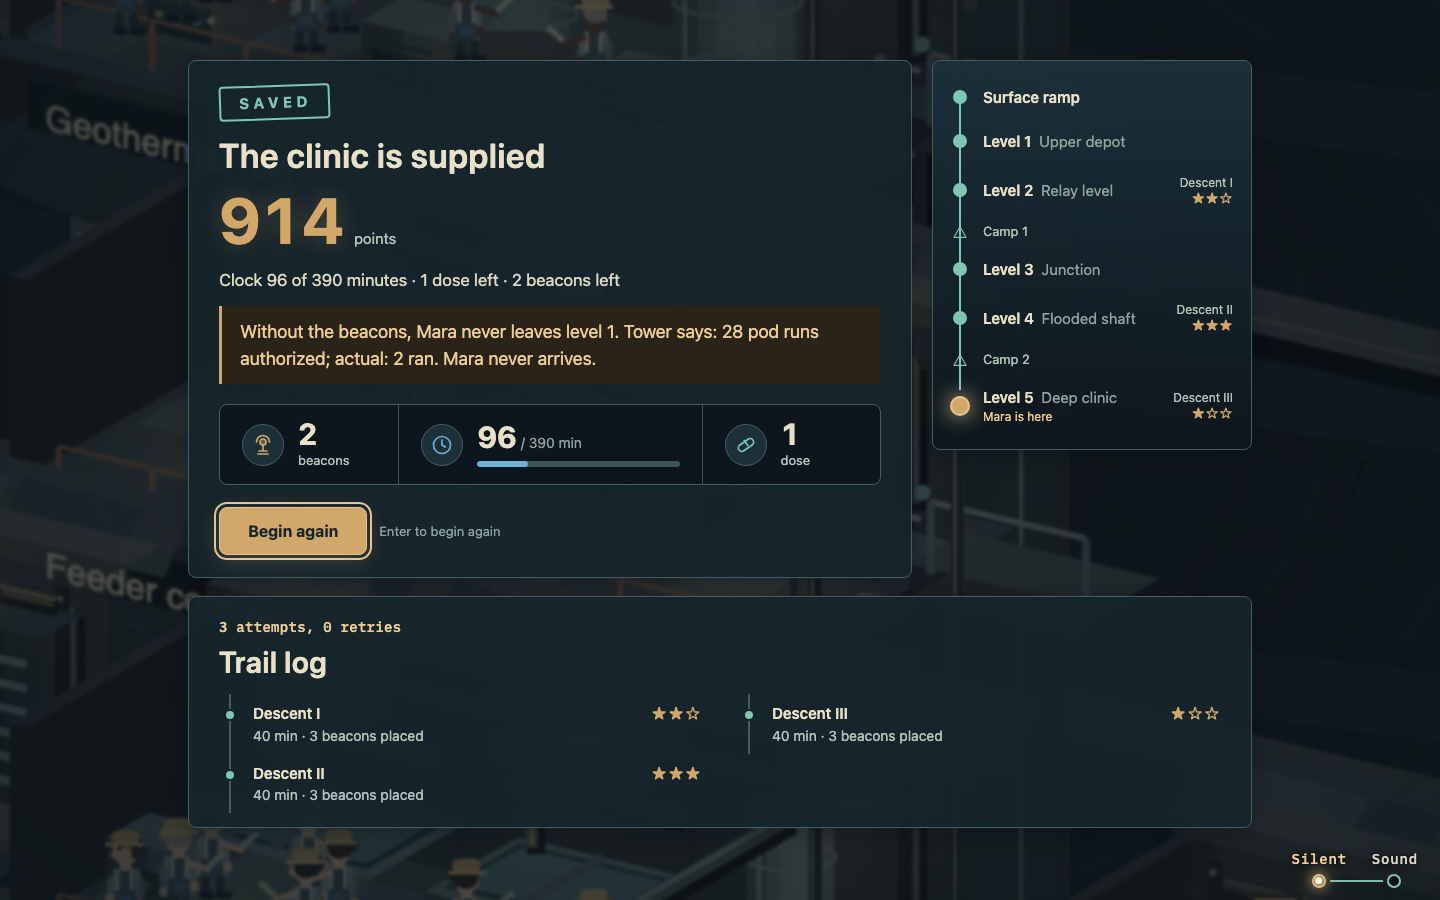 SAVED
The clinic is supplied
914 points
Clock 96 of 390 minutes · 1 dose left · 2 beacons left
Without the beacons, Mara never leaves level 1. Tower says: 28 pod runs
authorized; actual: 2 ran. Mara never arrives.
2
beacons
96 / 390 min
1
dose
Begin again
Enter to begin again
Surface ramp
Level 1 Upper depot
Level 2 Relay level
Descent I
Camp 1
Level 3 Junction
Level 4 Flooded shaft
Descent II
Camp 2
Level 5 Deep clinic
Mara is here
Descent III
3 attempts, 0 retries
Trail log
Descent I
40 min · 3 beacons placed
Descent II
40 min · 3 beacons placed
Descent III
40 min · 3 beacons placed
Feeder
Silent
Sound